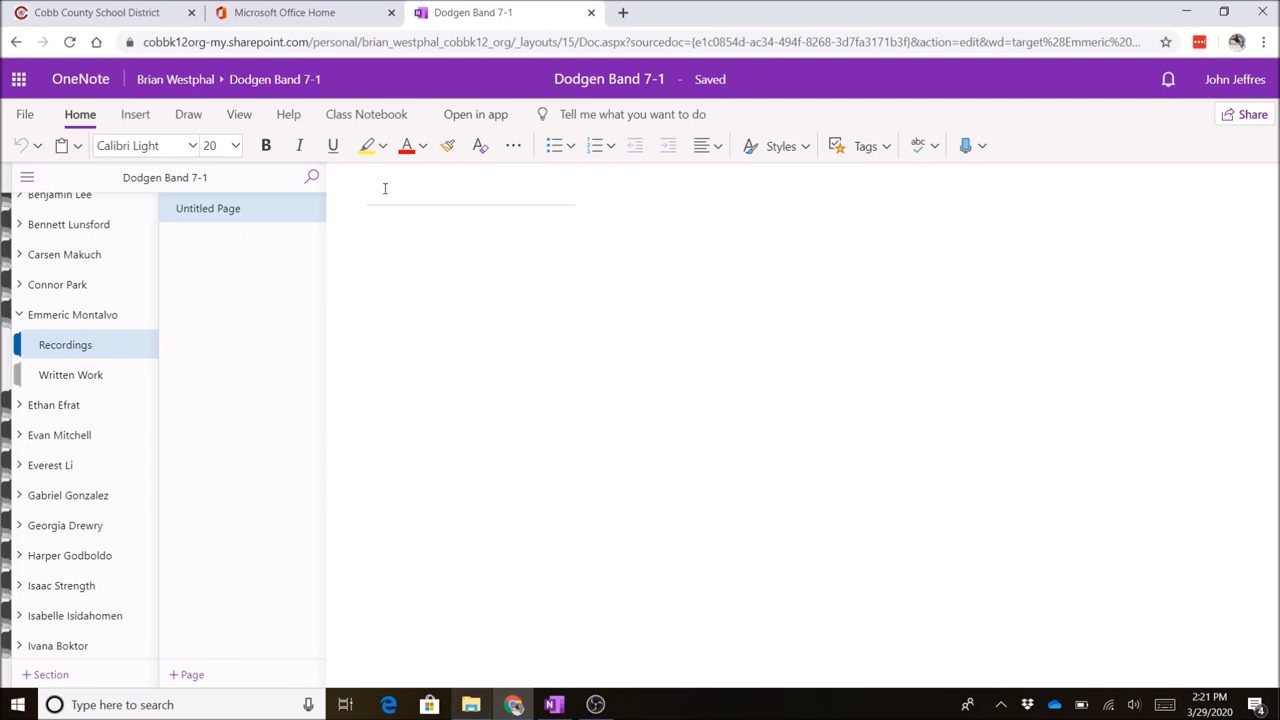 Cobb County School District
Microsoft Office Home
Dodgen Band 7-1
cobbk12org-my.sharepoint.com/personal/brian_westphal_cobbk12_org/_layouts/15/Doc.aspx?sourcedoc={e1c0854d-ac34-494f-8268-3d7fa3171b3f}&action=edit&wd=target%28Emmeric%20...
OneNote
Brian Westphal ▸ Dodgen Band 7-1
Dodgen Band 7-1 - Saved
John Jeffres
File Home Insert Draw View Help Class Notebook Open in app Tell me what you want to do
Share
Calibri Light 20 B I U A Styles Tags abc
Dodgen Band 7-1
Benjamin Lee
Untitled Page
Bennett Lunsford
Carsen Makuch
Connor Park
Emmeric Montalvo
Recordings
Written Work
Ethan Efrat
Evan Mitchell
Everest Li
Gabriel Gonzalez
Georgia Drewry
Harper Godboldo
Isaac Strength
Isabelle Isidahomen
Ivana Boktor
+ Section
+ Page
Type here to search
2:21 PM
3/29/2020
4